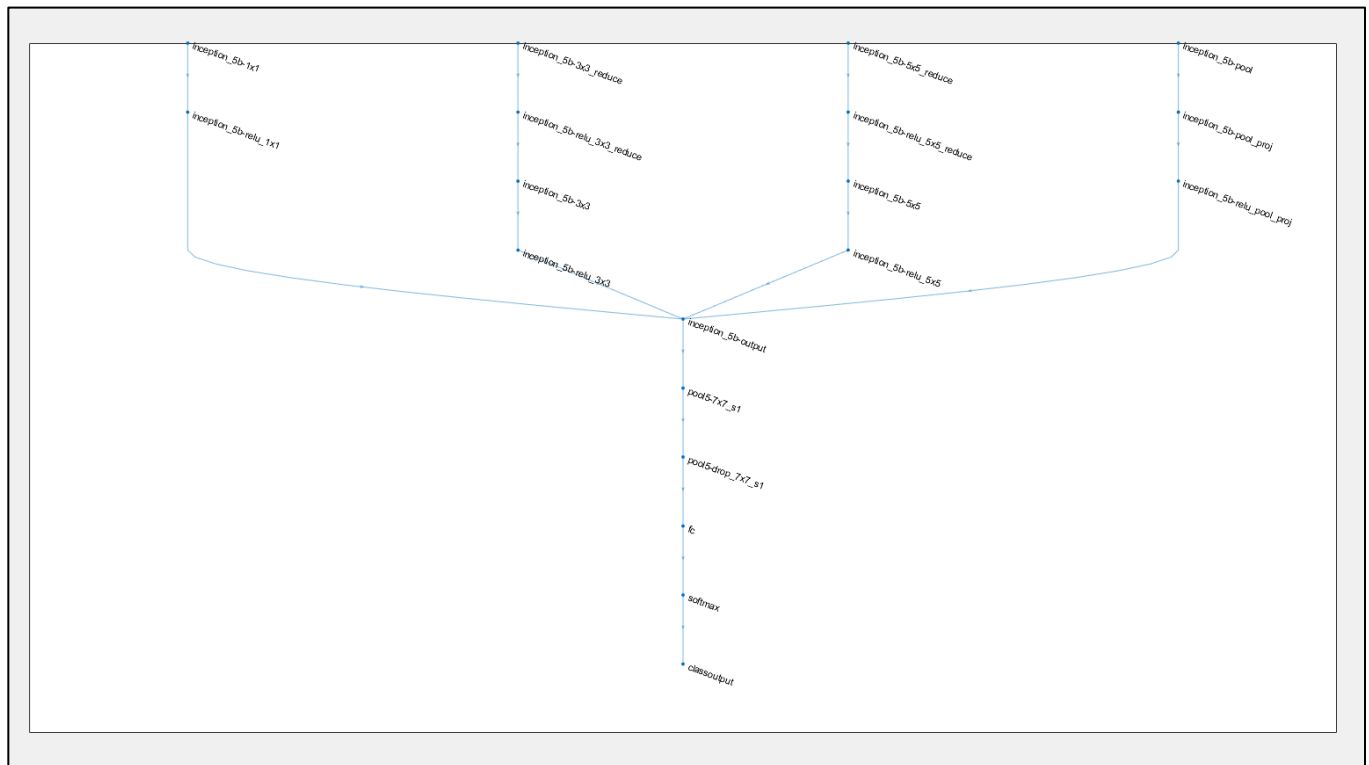 inception_5b-1x1
inception_5b-3x3_reduce
inception_5b-5x5_reduce
inception_5b-pool
inception_5b-relu_1x1
inception_5b-relu_3x3_reduce
inception_5b-relu_5x5_reduce
inception_5b-pool_proj
inception_5b-3x3
inception_5b-5x5
inception_5b-relu_pool_proj
inception_5b-relu_3x3
inception_5b-relu_5x5
inception_5b-output
pool5-7x7_s1
pool5-drop_7x7_s1
fc
softmax
classoutput